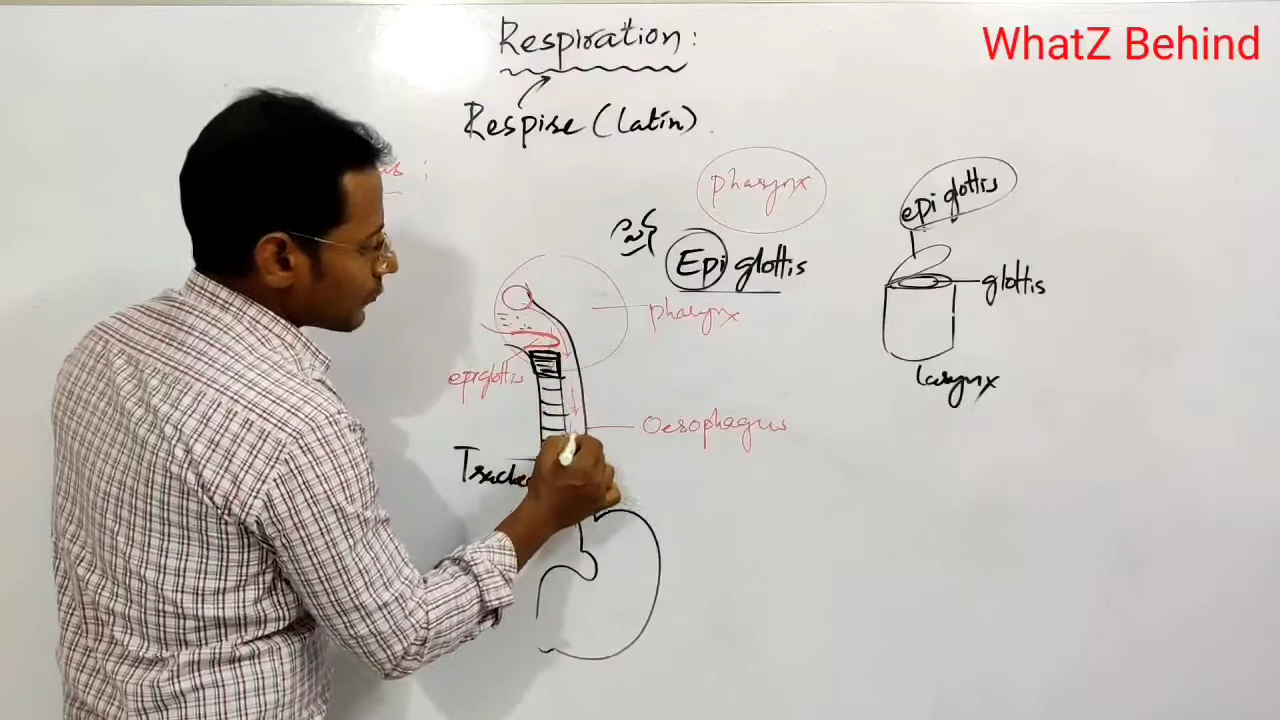 WhatZ Behind
Respiration:
Respise (latin)
pharynx
epiglottis
Epiglottis
glottis
pharynx
epiglottis
larynx
Oesophagus